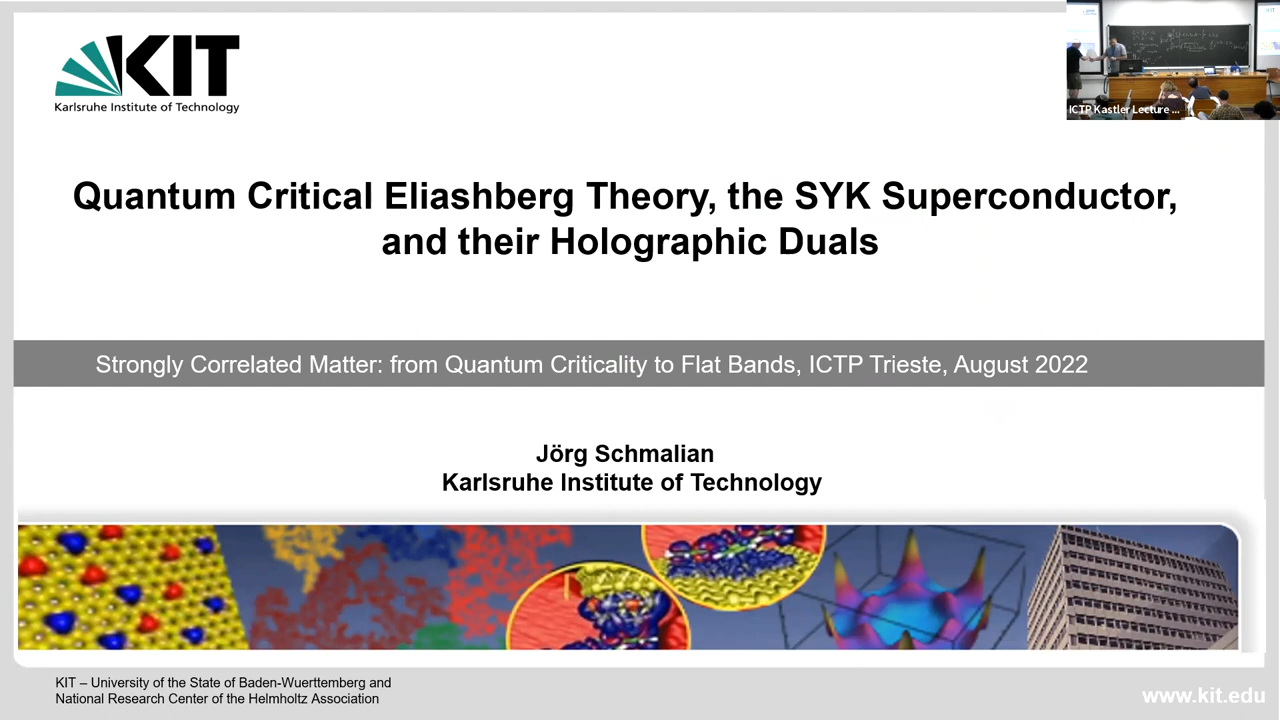 KIT
Karlsruhe Institute of Technology
ICTP Kastler Lecture ...
Quantum Critical Eliashberg Theory, the SYK Superconductor,
and their Holographic Duals
Strongly Correlated Matter: from Quantum Criticality to Flat Bands, ICTP Trieste, August 2022
Jörg Schmalian
Karlsruhe Institute of Technology
KIT – University of the State of Baden-Wuerttemberg and
National Research Center of the Helmholtz Association
www.kit.edu